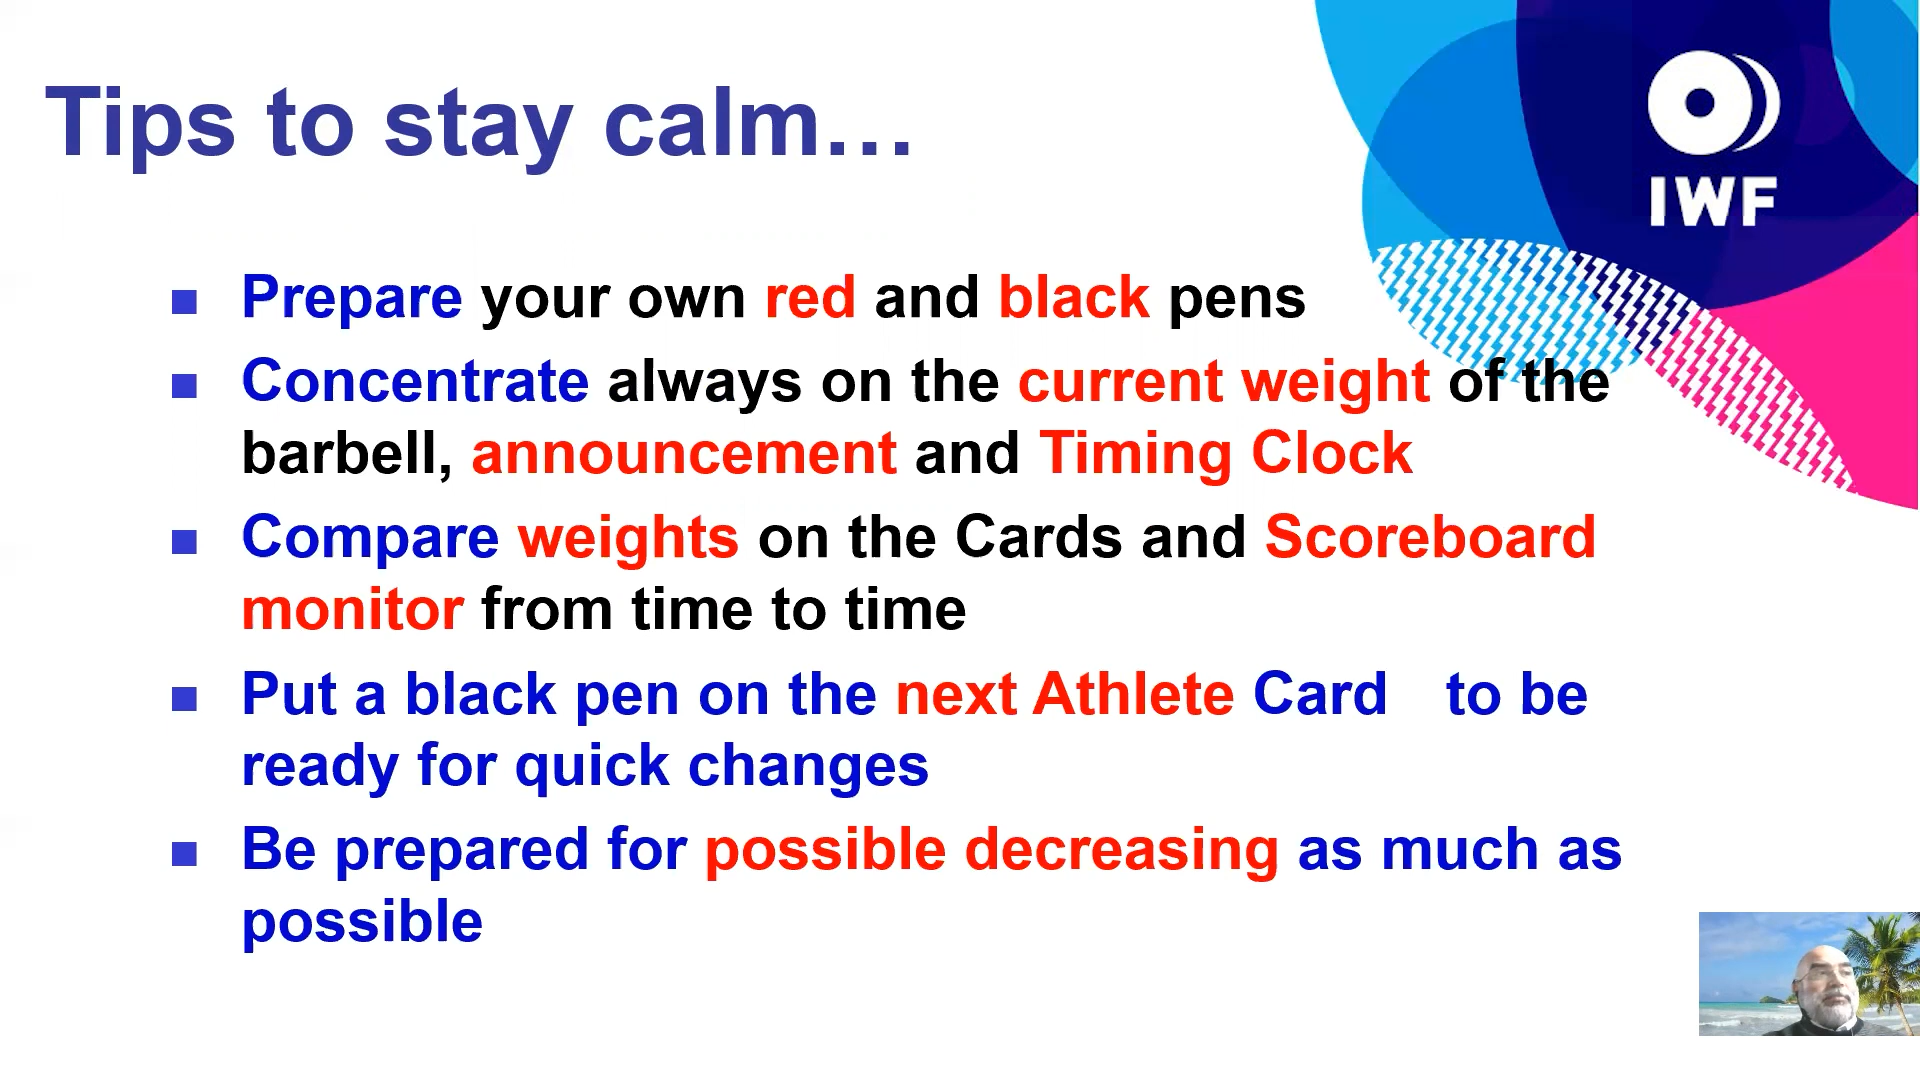 Tips to stay calm…
IWF
Prepare your own red and black pens
Concentrate always on the current weight of the
barbell, announcement and Timing Clock
Compare weights on the Cards and Scoreboard
monitor from time to time
Put a black pen on the next Athlete Card to be
ready for quick changes
Be prepared for possible decreasing as much as
possible